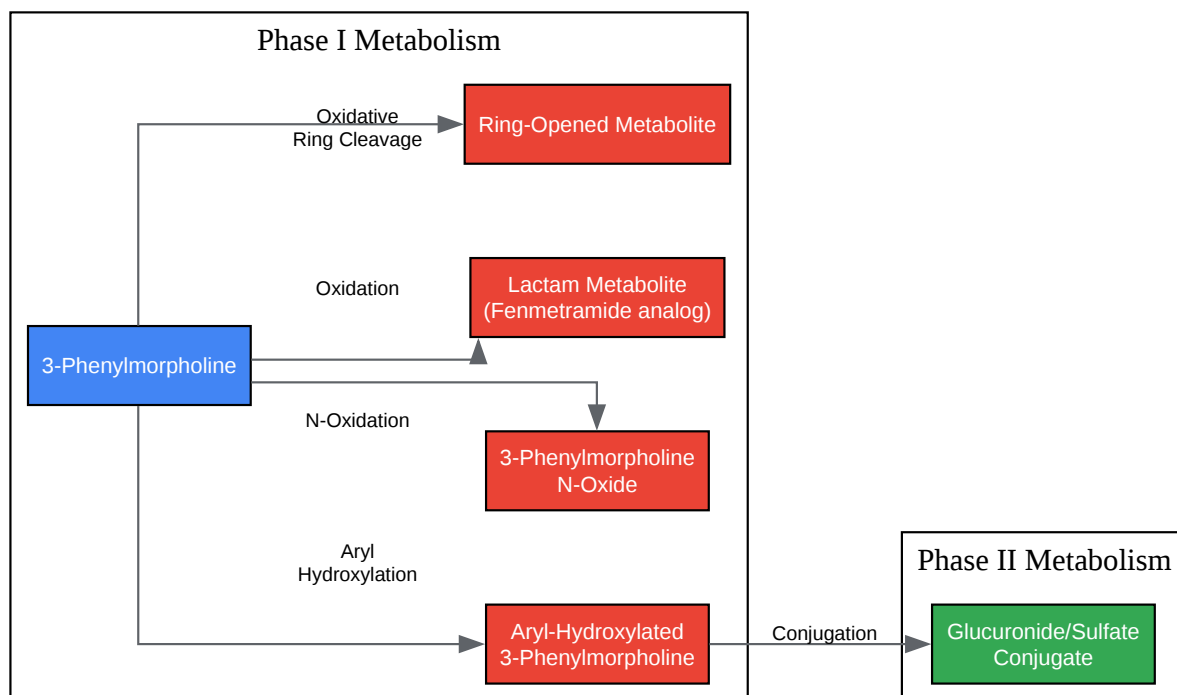 Phase I Metabolism
Oxidative
Ring Cleavage
Ring-Opened Metabolite
Oxidation
Lactam Metabolite
(Fenmetramide analog)
3-Phenylmorpholine
N-Oxidation
3-Phenylmorpholine
N-Oxide
Aryl
Hydroxylation
Aryl-Hydroxylated
3-Phenylmorpholine
Conjugation
Phase II Metabolism
Glucuronide/Sulfate
Conjugate